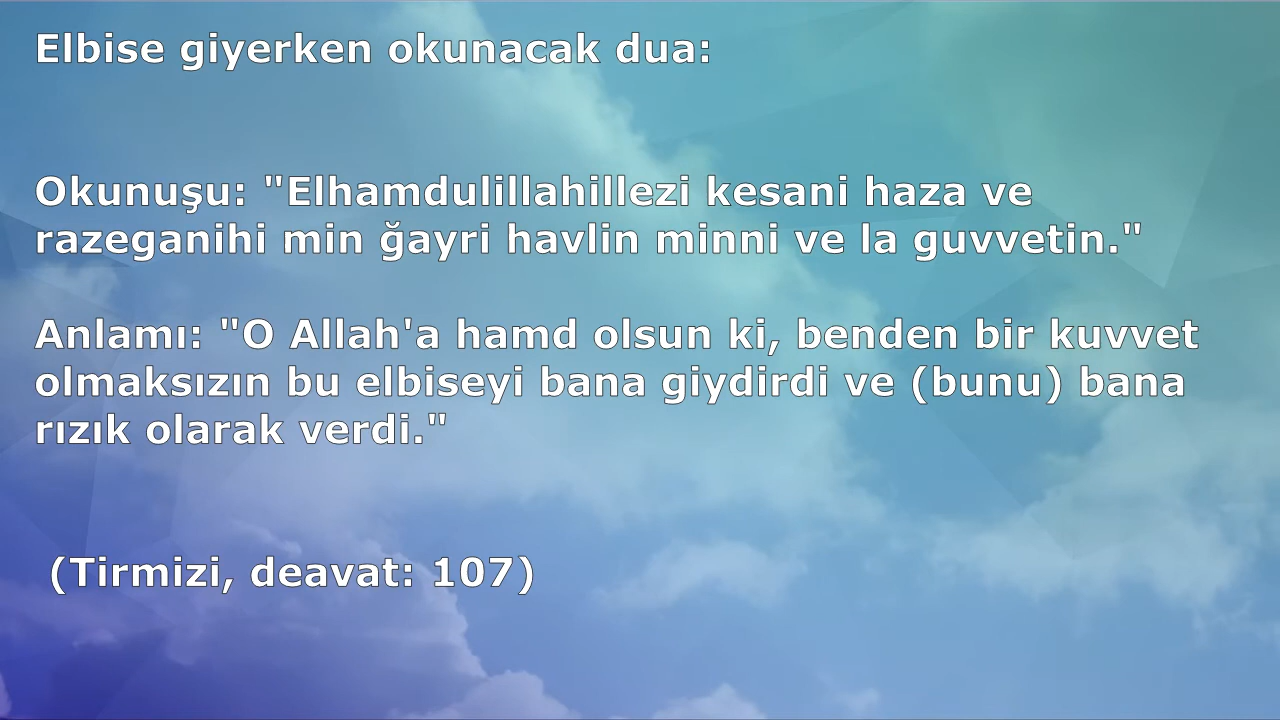 Elbise giyerken okunacak dua:
Okunuşu: "Elhamdulillahillezi kesani haza ve
razeganihi min ğayri havlin minni ve la guvvetin."
Anlamı: "O Allah'a hamd olsun ki, benden bir kuvvet
olmaksızın bu elbiseyi bana giydirdi ve (bunu) bana
rızık olarak verdi."
(Tirmizi, deavat: 107)